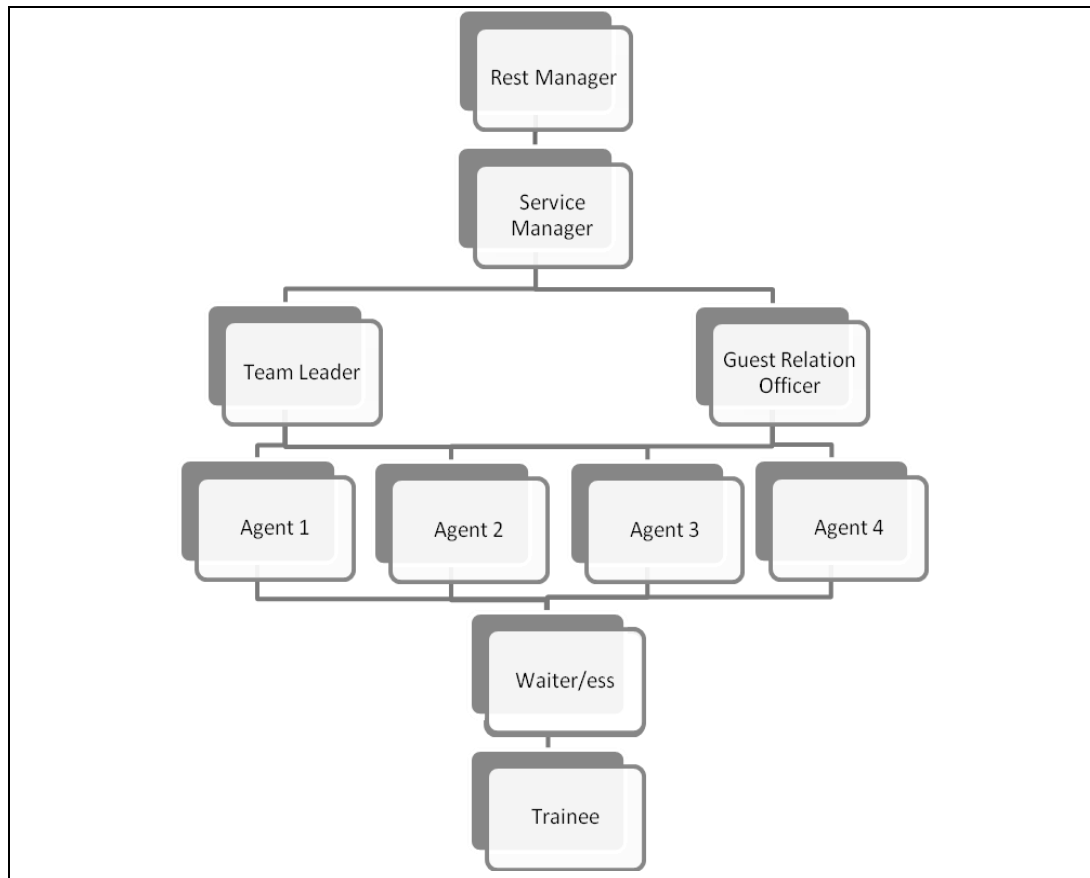 Rest Manager
Service
Manager
Team Leader
Guest Relation
Officer
Agent 1
Agent 2
Agent 3
Agent 4
Waiter/ess
Trainee